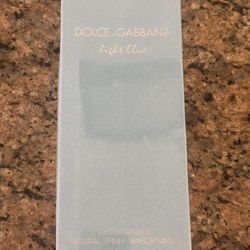 DOLCE & GABBANA
light blue
EAU DE TOILETTE
NATURAL SPRAY VAPORISATEUR